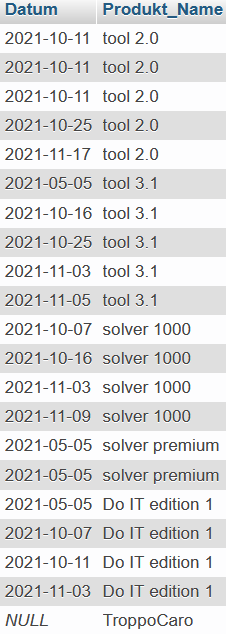 Datum Produkt_Name
2021-10-11 tool 2.0
2021-10-11 tool 2.0
2021-10-11 tool 2.0
2021-10-25 tool 2.0
2021-11-17 tool 2.0
2021-05-05 tool 3.1
2021-10-16 tool 3.1
2021-10-25 tool 3.1
2021-11-03 tool 3.1
2021-11-05 tool 3.1
2021-10-07 solver 1000
2021-10-16 solver 1000
2021-11-03 solver 1000
2021-11-09 solver 1000
2021-05-05 solver premium
2021-05-05 solver premium
2021-05-05 Do IT edition 1
2021-10-07 Do IT edition 1
2021-10-11 Do IT edition 1
2021-11-03 Do IT edition 1
NULL TroppoCaro